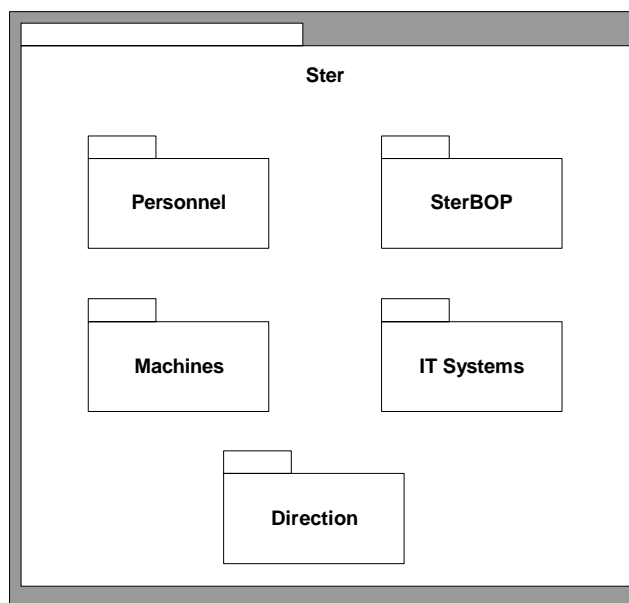 Ster
Personnel
SterBOP
Machines
IT Systems
Direction